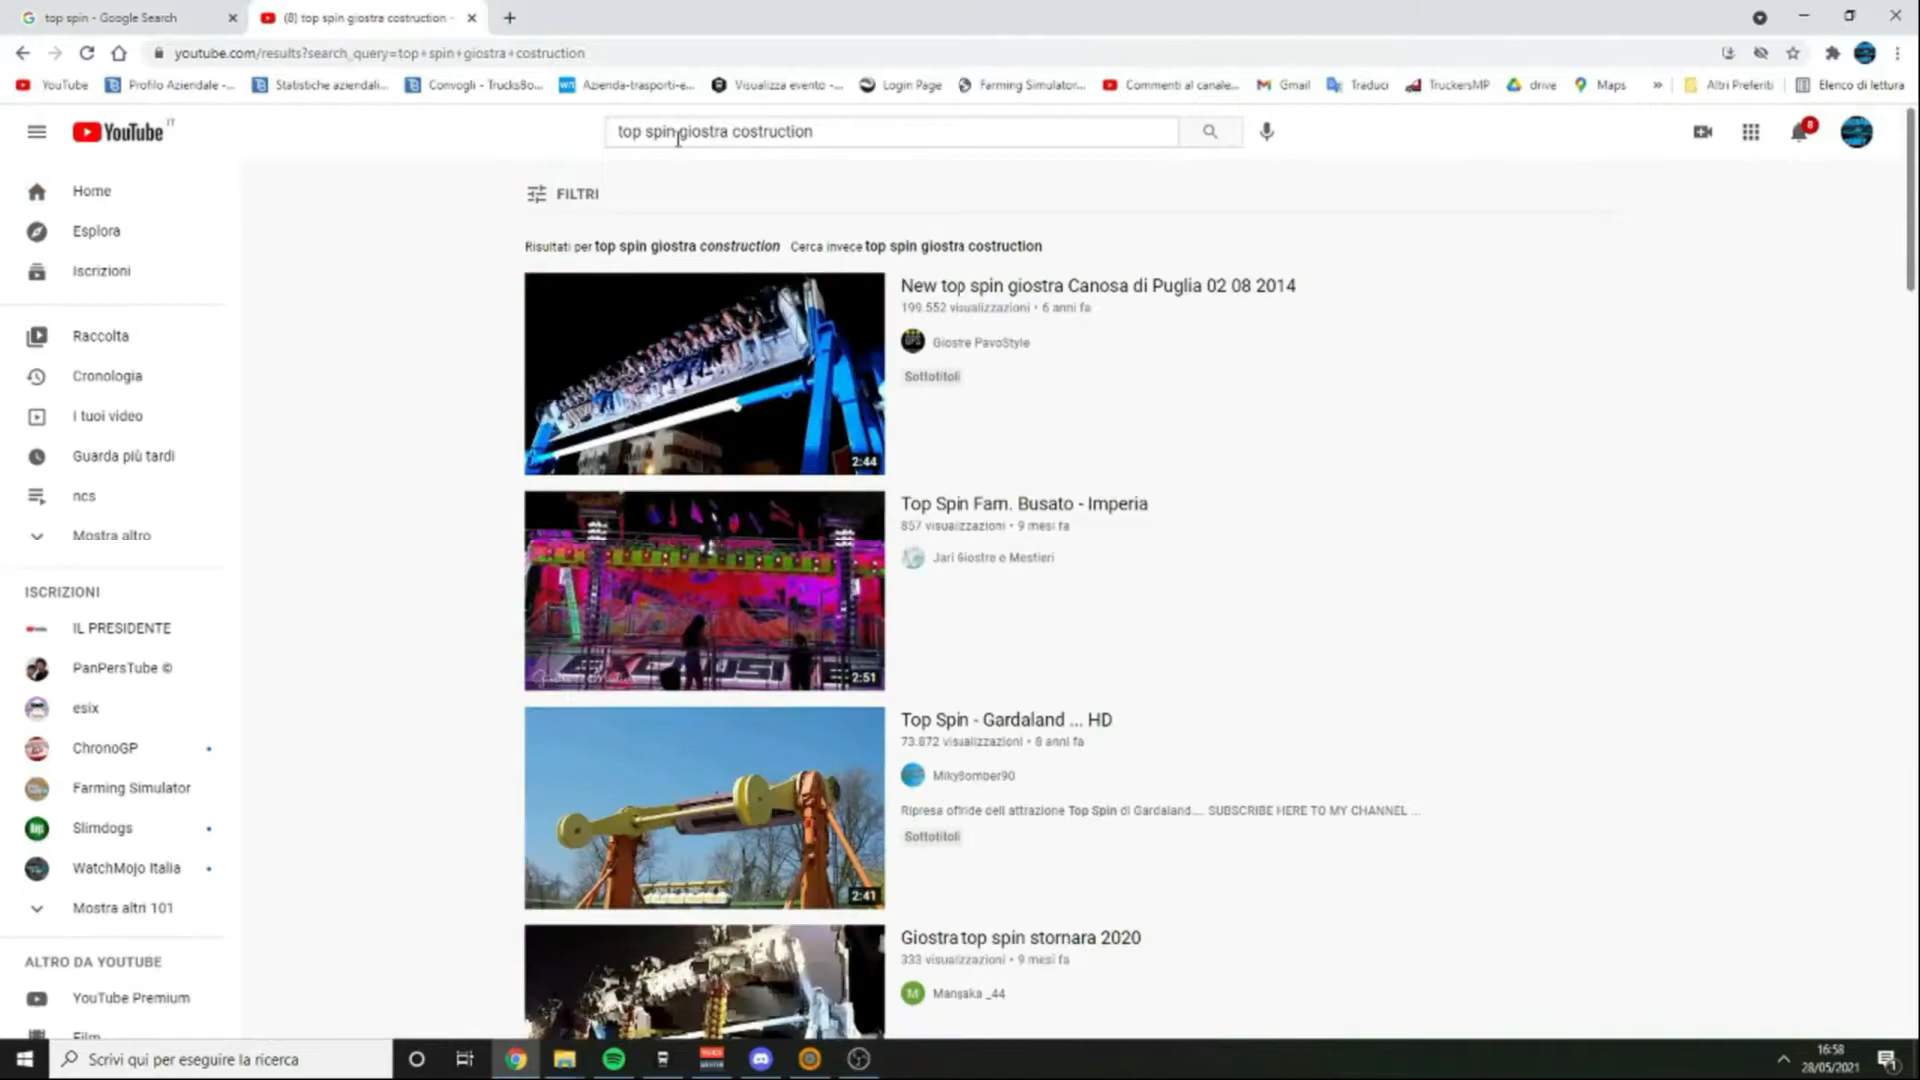 top spin - Google Search
(8) top spin giostra costruction -
youtube.com/results?search_query=top+spin+giostra+costruction
YouTube
Profilo Aziendale -...
Statistiche aziendali...
Convogli - TrucksBo...
Azienda-trasporti-e...
Visualizza evento -...
Login Page
Farming Simulator...
Commenti al canale...
Gmail
Traduci
TruckersMP
drive
Maps
»
Altri Preferiti
Elenco di lettura
YouTube IT
top spin giostra costruction
8
Home
Esplora
Iscrizioni
Raccolta
Cronologia
I tuoi video
Guarda più tardi
ncs
Mostra altro
ISCRIZIONI
IL PRESIDENTE
PanPersTube ©
esix
ChronoGP
Farming Simulator
Slimdogs
WatchMojo Italia
Mostra altri 101
ALTRO DA YOUTUBE
YouTube Premium
Film
FILTRI
Risultati per top spin giostra construction Cerca invece top spin giostra costruction
2:44
New top spin giostra Canosa di Puglia 02 08 2014
199.552 visualizzazioni • 6 anni fa
Giostre PavoStyle
Sottotitoli
2:51
Top Spin Fam. Busato - Imperia
857 visualizzazioni • 9 mesi fa
Jari Giostre e Mestieri
2:41
Top Spin - Gardaland ... HD
73.872 visualizzazioni • 8 anni fa
MikyBomber90
Ripresa offride dell attrazione Top Spin di Gardaland.... SUBSCRIBE HERE TO MY CHANNEL ...
Sottotitoli
Giostra top spin stornara 2020
333 visualizzazioni • 9 mesi fa
M
Mangaka _44
Scrivi qui per eseguire la ricerca
16:58
28/05/2021
1